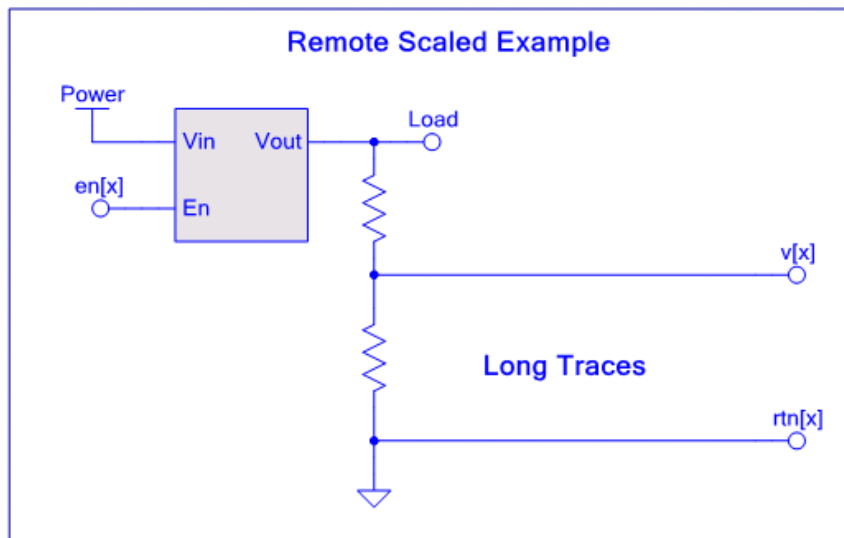 Remote Scaled Example
Power
Vin
Vout
Load
en[x]
En
v[x]
Long Traces
rtn[x]